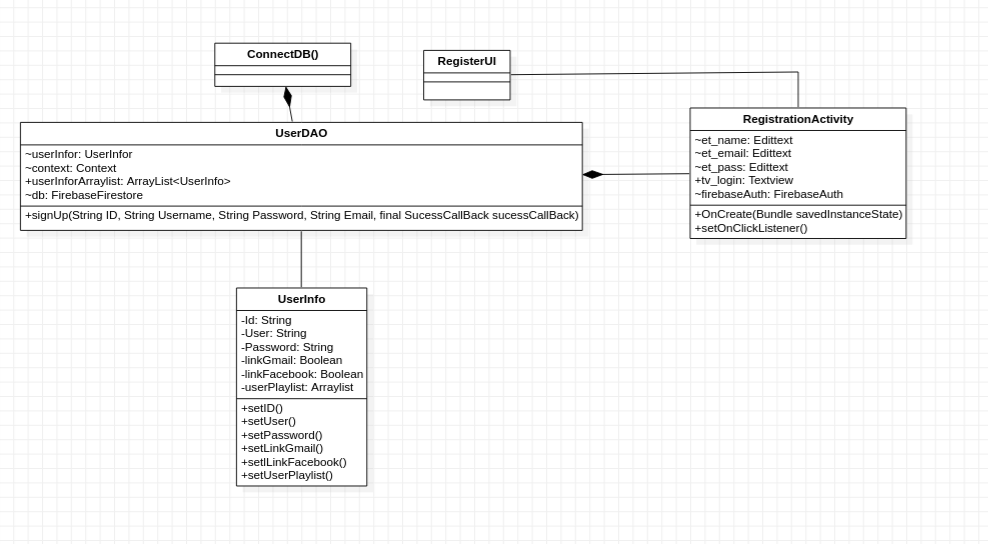 ConnectDB()
RegisterUI
UserDAO
~userInfor: UserInfor
~context: Context
+userInforArraylist: ArrayList<UserInfo>
~db: FirebaseFirestore
+signUp(String ID, String Username, String Password, String Email, final SucessCallBack sucessCallBack)
RegistrationActivity
~et_name: Edittext
~et_email: Edittext
~et_pass: Edittext
+tv_login: Textview
~firebaseAuth: FirebaseAuth
+OnCreate(Bundle savedInstanceState)
+setOnClickListener()
UserInfo
-Id: String
-User: String
-Password: String
-linkGmail: Boolean
-linkFacebook: Boolean
-userPlaylist: Arraylist
+setID()
+setUser()
+setPassword()
+setLinkGmail()
+setILinkFacebook()
+setUserPlaylist()